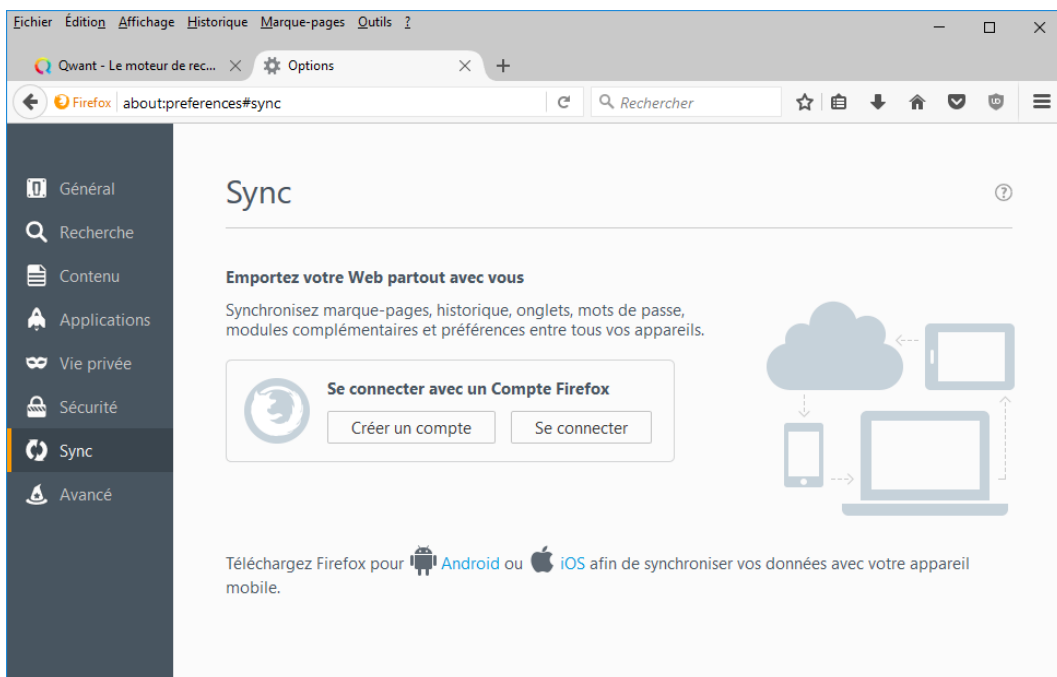 Fichier Édition Affichage Historique Marque-pages Outils ?
Qwant - Le moteur de rec... Options
Firefox about:preferences#sync Rechercher
Général
Recherche
Contenu
Applications
Vie privée
Sécurité
Sync
Avancé
Sync
Emportez votre Web partout avec vous
Synchronisez marque-pages, historique, onglets, mots de passe,
modules complémentaires et préférences entre tous vos appareils.
Se connecter avec un Compte Firefox
Créer un compte Se connecter
Téléchargez Firefox pour Android ou iOS afin de synchroniser vos données avec votre appareil
mobile.